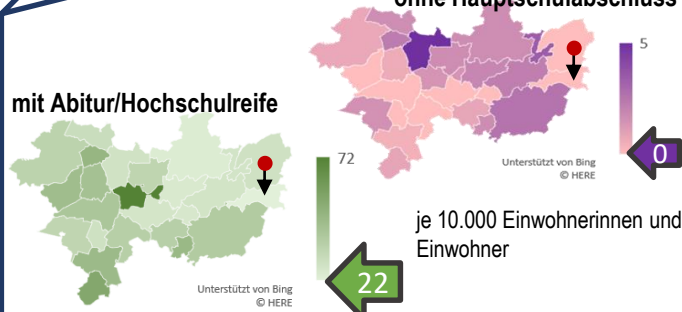 ohne Hauptschulabschluss
5
Unterstützt von Bing
© HERE
0
mit Abitur/Hochschulreife
72
je 10.000 Einwohnerinnen und
Einwohner
22
Unterstützt von Bing
© HERE